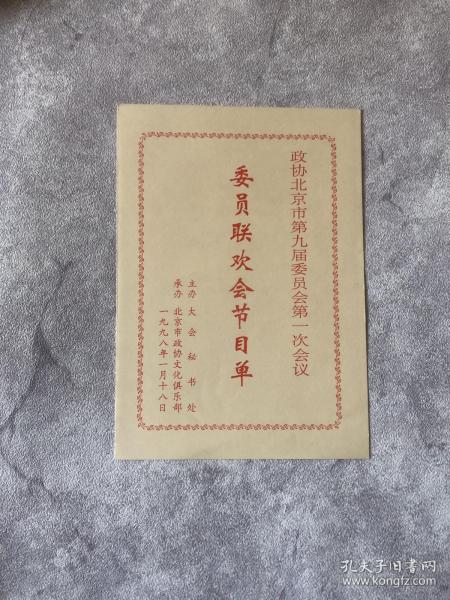 政协北京市第九届委员会第一次会议
委员联欢会节目单
主办 大会秘书处
承办 北京市政协文化俱乐部
一九九八年一月十八日
孔夫子旧书网
www.kongfz.com